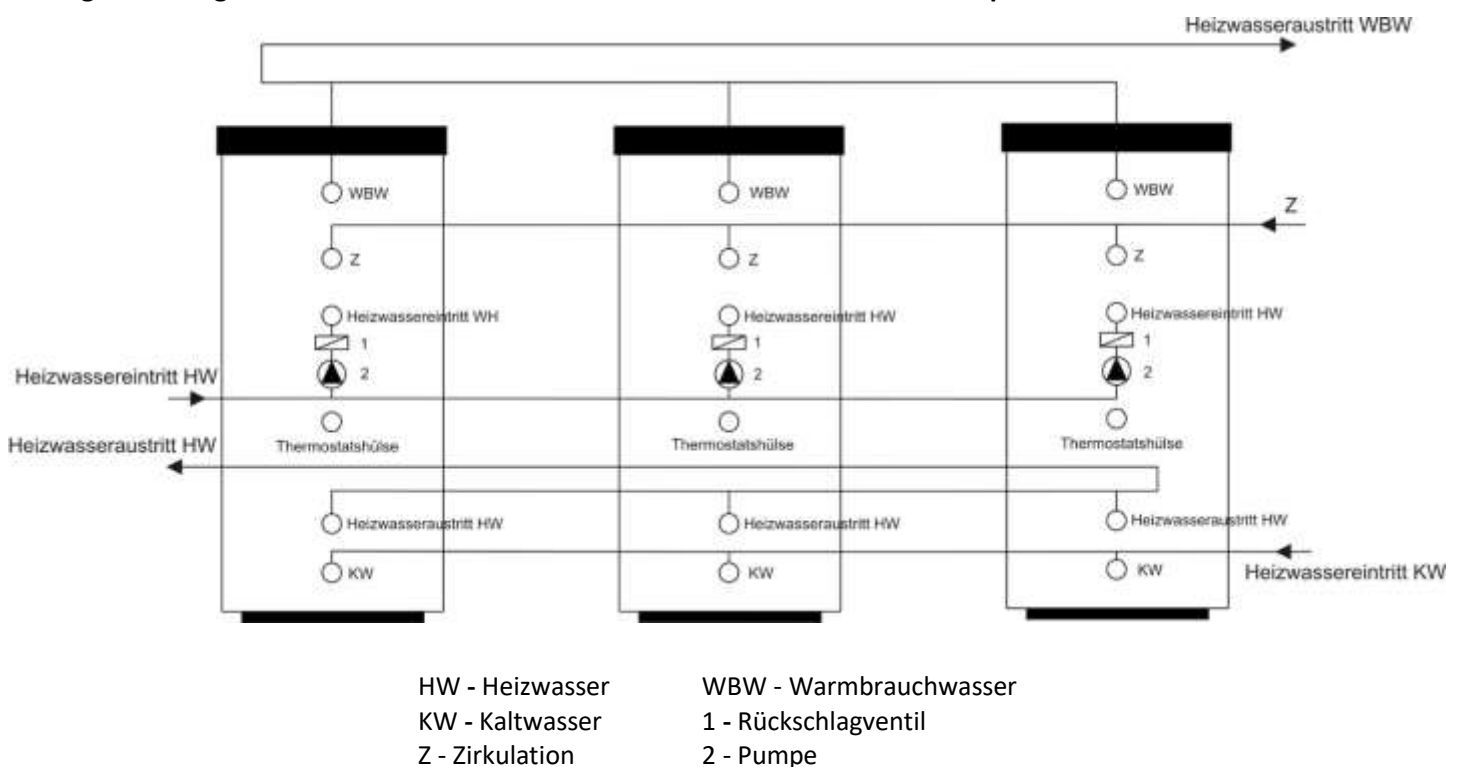 Heizwasseraustritt WBW
WBW WBW WBW
Z
Z Z Z
Heizwassereintritt WH Heizwassereintritt HW Heizwassereintritt HW
1 1 1
Heizwassereintritt HW 2 2 2
Heizwasseraustritt HW Thermostatshülse Thermostatshülse Thermostatshülse
Heizwasseraustritt HW Heizwasseraustritt HW Heizwasseraustritt HW
KW KW KW Heizwassereintritt KW
HW - Heizwasser WBW - Warmbrauchwasser
KW - Kaltwasser 1 - Rückschlagventil
Z - Zirkulation 2 - Pumpe